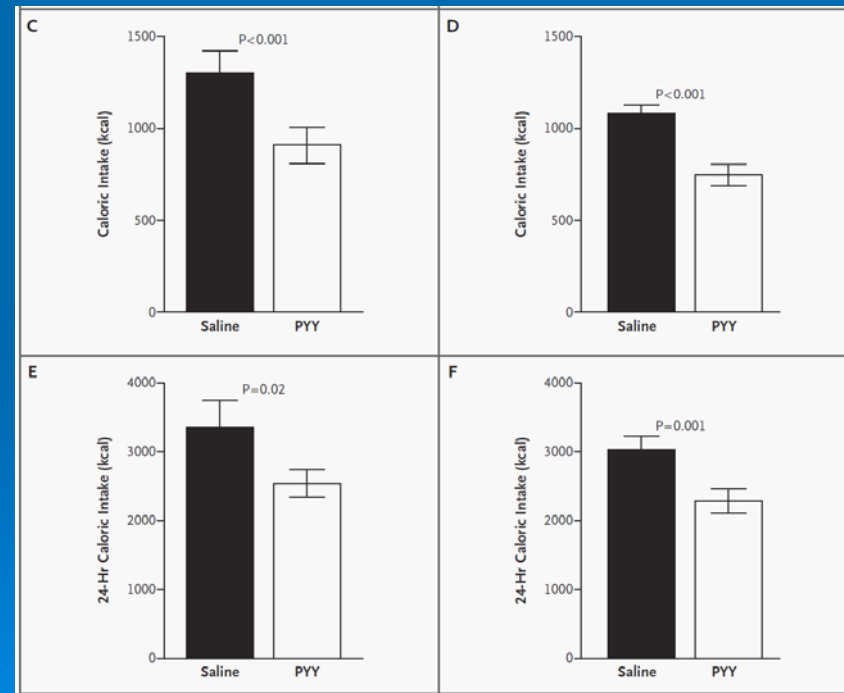 C
P<0.001
1500
1000
500
0
Caloric Intake (kcal)
Saline PYY
D
P<0.001
1500
1000
500
0
Caloric Intake (kcal)
Saline PYY
E
P=0.02
4000
3000
2000
1000
0
24-Hr Caloric Intake (kcal)
Saline PYY
F
P=0.001
4000
3000
2000
1000
0
24-Hr Caloric Intake (kcal)
Saline PYY